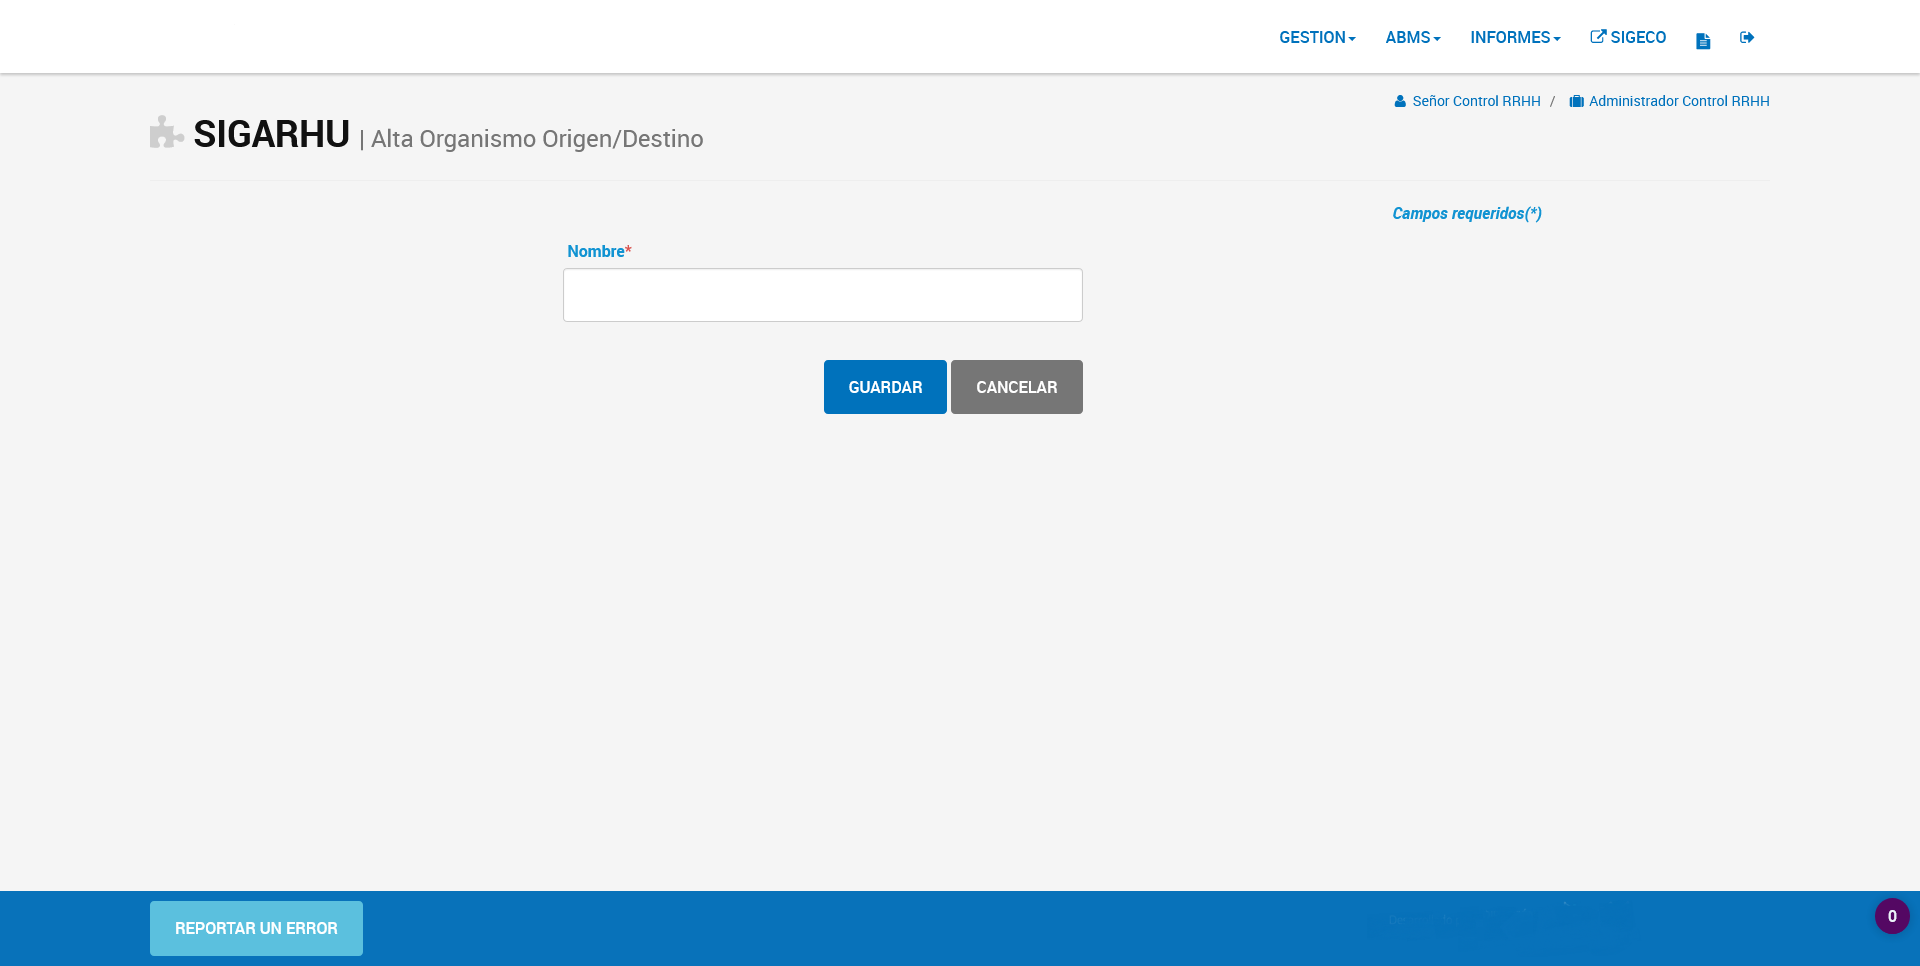 GESTION ABMS INFORMES SIGECO
Señor Control RRHH / Administrador Control RRHH
SIGARHU | Alta Organismo Origen/Destino
Campos requeridos(*)
Nombre*
GUARDAR CANCELAR
REPORTAR UN ERROR
0